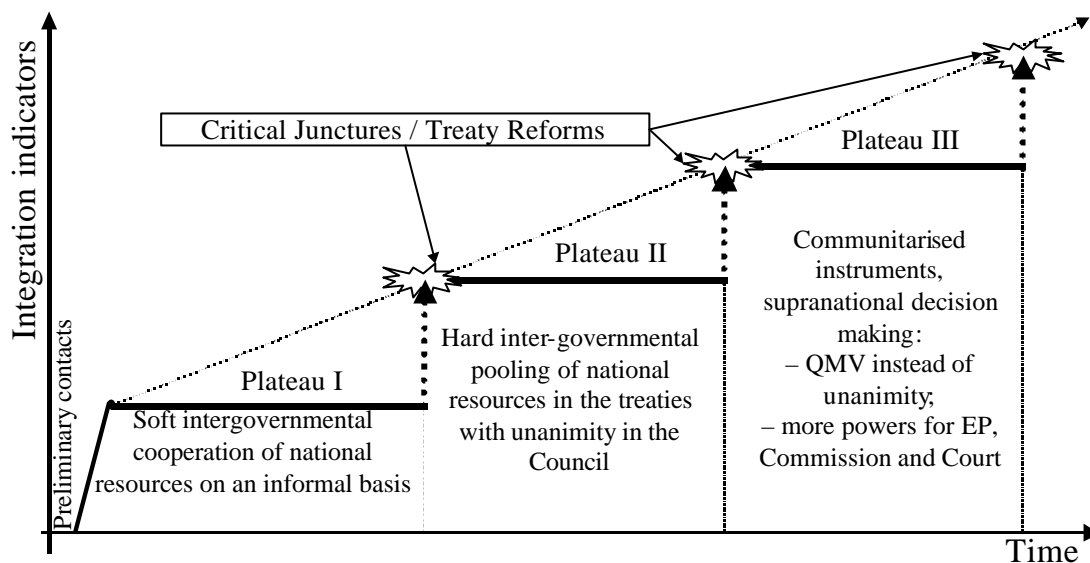 Integration indicators
Preliminary contacts
Critical Junctures / Treaty Reforms
Plateau I
Soft intergovernmental
cooperation of national
resources on an informal basis
Plateau II
Hard inter-governmental
pooling of national
resources in the treaties
with unanimity in the
Council
Plateau III
Communitarised
instruments,
supranational decision
making:
– QMV instead of
unanimity;
– more powers for EP,
Commission and Court
Time